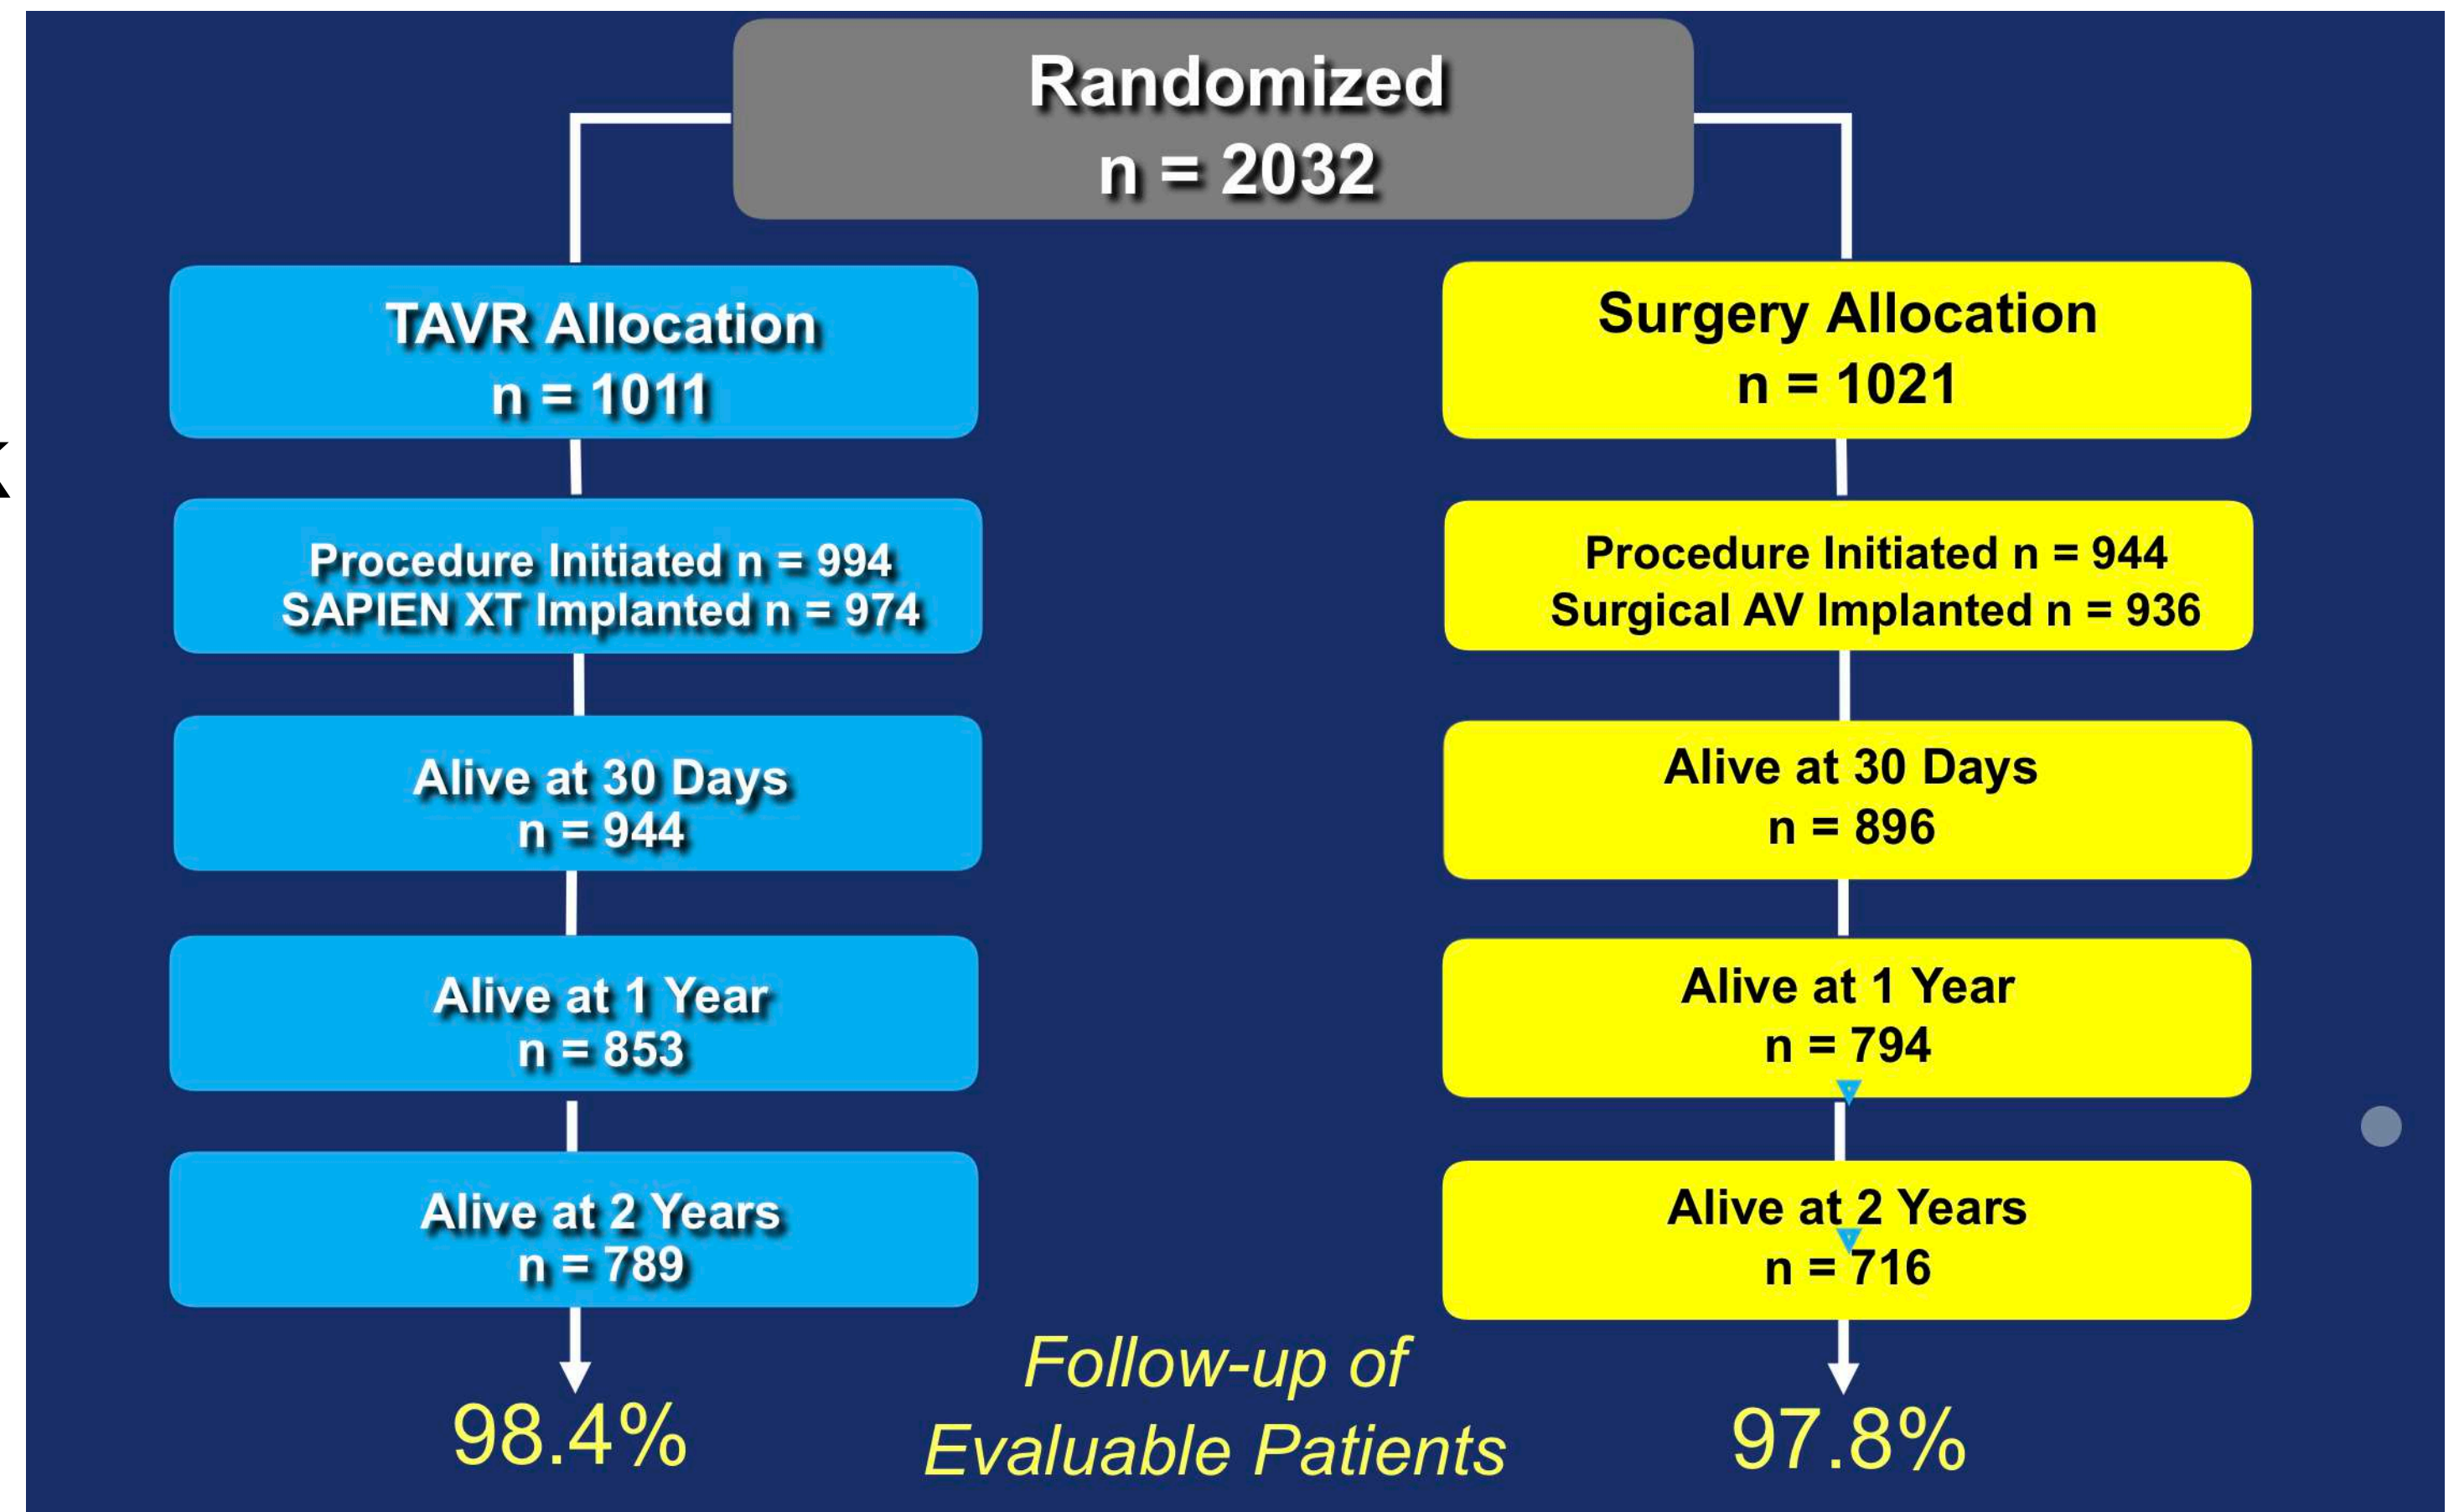 Randomized
n = 2032
TAVR Allocation
n = 1011
Surgery Allocation
n = 1021
Procedure Initiated n = 994
SAPIEN XT Implanted n = 974
Procedure Initiated n = 944
Surgical AV Implanted n = 936
Alive at 30 Days
n = 944
Alive at 30 Days
n = 896
Alive at 1 Year
n = 853
Alive at 1 Year
n = 794
Alive at 2 Years
n = 789
Alive at 2 Years
n = 716
Follow-up of
Evaluable Patients
98.4%
97.8%